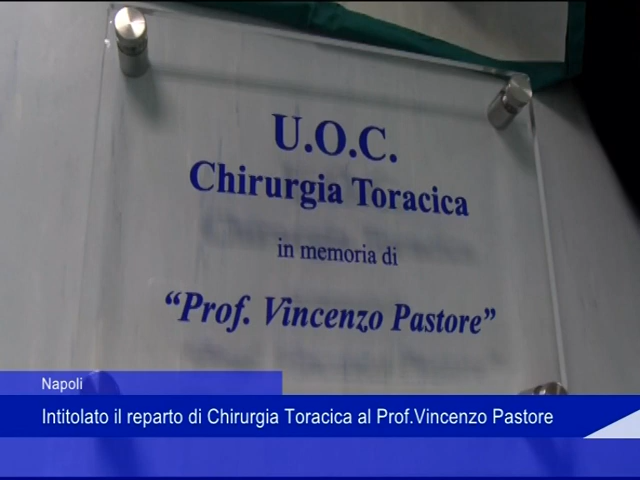 U.O.C.
Chirurgia Toracica
in memoria di
“Prof. Vincenzo Pastore”
Napoli
Intitolato il reparto di Chirurgia Toracica al Prof.Vincenzo Pastore